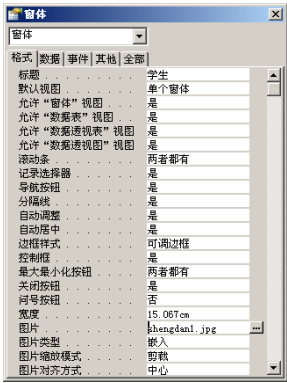 窗体
窗体
格式 数据 事件 其他 全部
标题 . . . . . . . . 学生
默认视图 . . . . . . 单个窗体
允许“窗体”视图 . . 是
允许“数据表”视图 . 是
允许“数据透视表”视图 是
允许“数据透视图”视图 是
滚动条 . . . . . . . 两者都有
记录选择器 . . . . . 是
导航按钮 . . . . . . 是
分隔线 . . . . . . . 是
自动调整 . . . . . . 是
自动居中 . . . . . . 是
边框样式 . . . . . . 可调边框
控制框 . . . . . . . 是
最大最小化按钮 . . . 两者都有
关闭按钮 . . . . . . 是
问号按钮 . . . . . . 否
宽度 . . . . . . . . 15.067cm
图片 . . . . . . . . shengdan1.jpg ...
图片类型 . . . . . . 嵌入
图片缩放模式 . . . . 剪裁
图片对齐方式 . . . . 中心